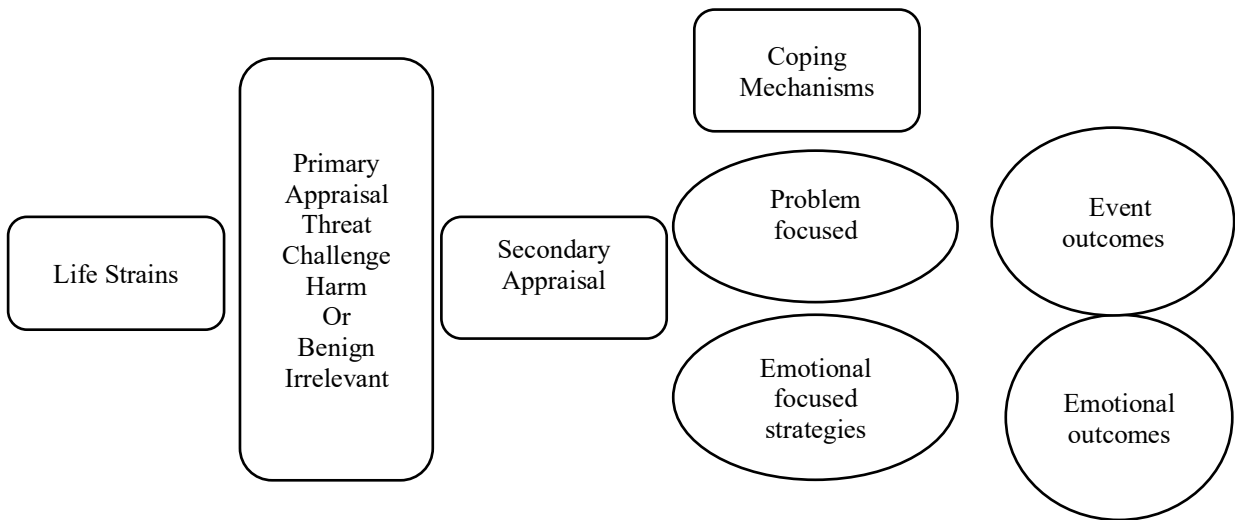 Life Strains
Primary
Appraisal
Threat
Challenge
Harm
Or
Benign
Irrelevant
Secondary
Appraisal
Coping
Mechanisms
Problem
focused
Emotional
focused
strategies
Event
outcomes
Emotional
outcomes